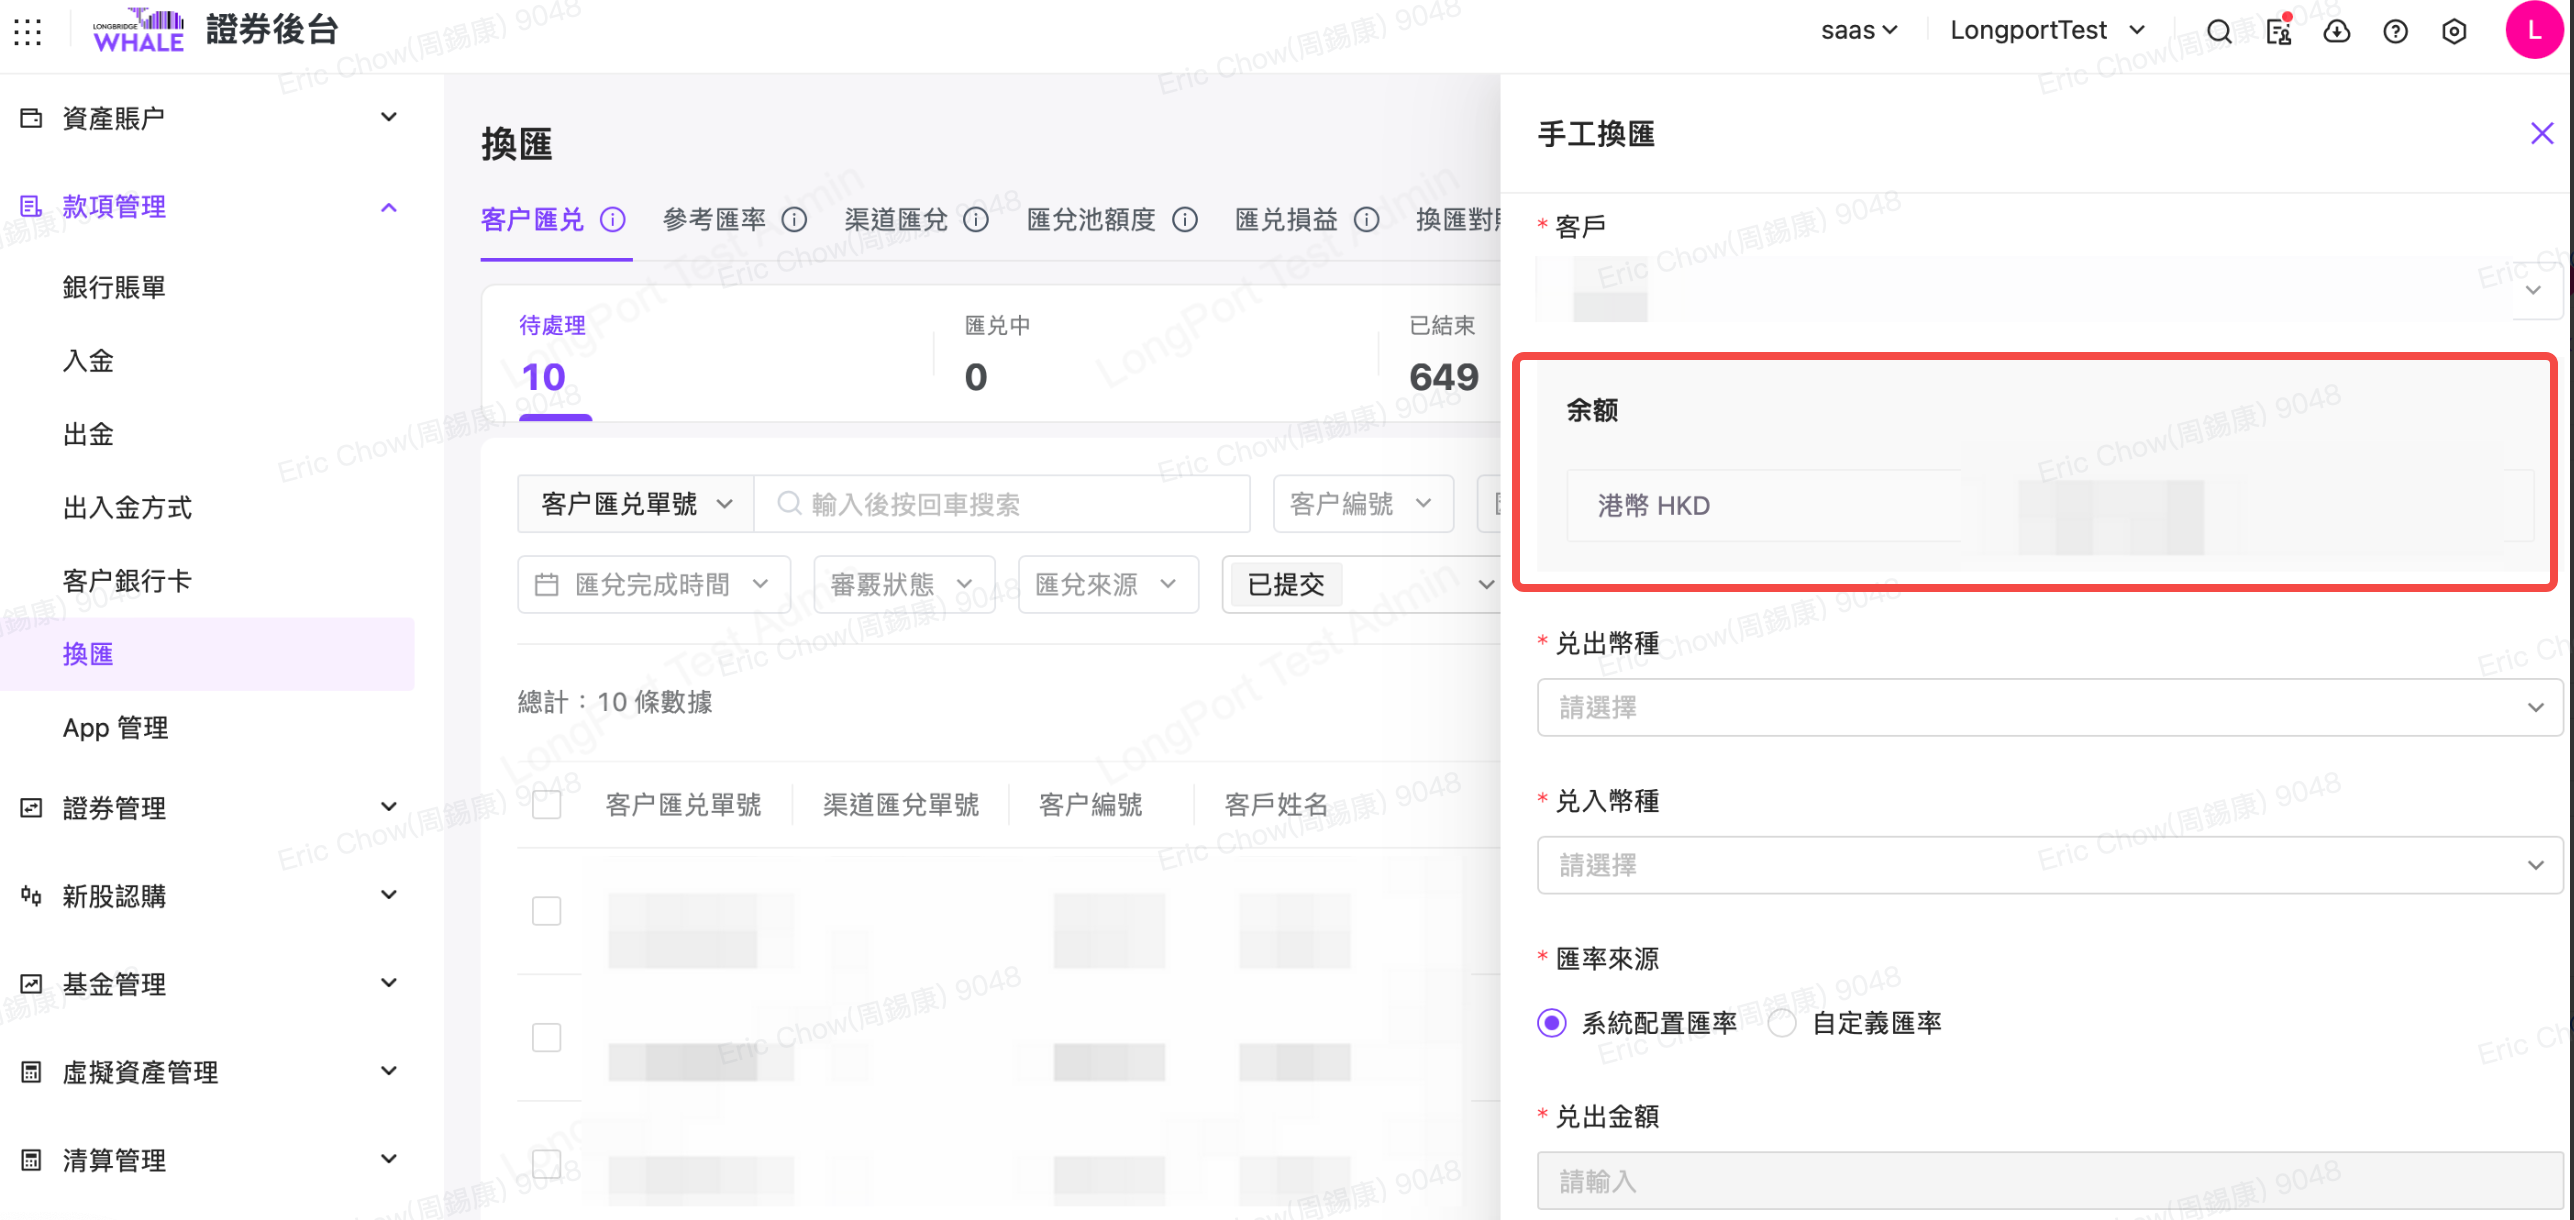 LONGBRIDGE
WHALE
證券後台
saas
LongportTest
L
資產賬户
款項管理
銀行賬單
入金
出金
出入金方式
客户銀行卡
換匯
App 管理
證券管理
新股認購
基金管理
虛擬資產管理
清算管理
換匯
客户匯兑
參考匯率
渠道匯兌
匯兌池額度
匯兑損益
換匯對
待處理
10
匯兑中
0
已結束
649
客户匯兑單號
輸入後按回車搜索
客户編號
匯兌完成時間
審覈狀態
匯兌來源
已提交
總計：10 條數據
客户匯兑單號
渠道匯兌單號
客户編號
客戶姓名
手工換匯
* 客戶
余额
港幣 HKD
* 兑出幣種
請選擇
* 兑入幣種
請選擇
* 匯率來源
系統配置匯率
自定義匯率
* 兑出金額
請輸入
Eric Chow(周錫康) 9048
LongPort Test Admin